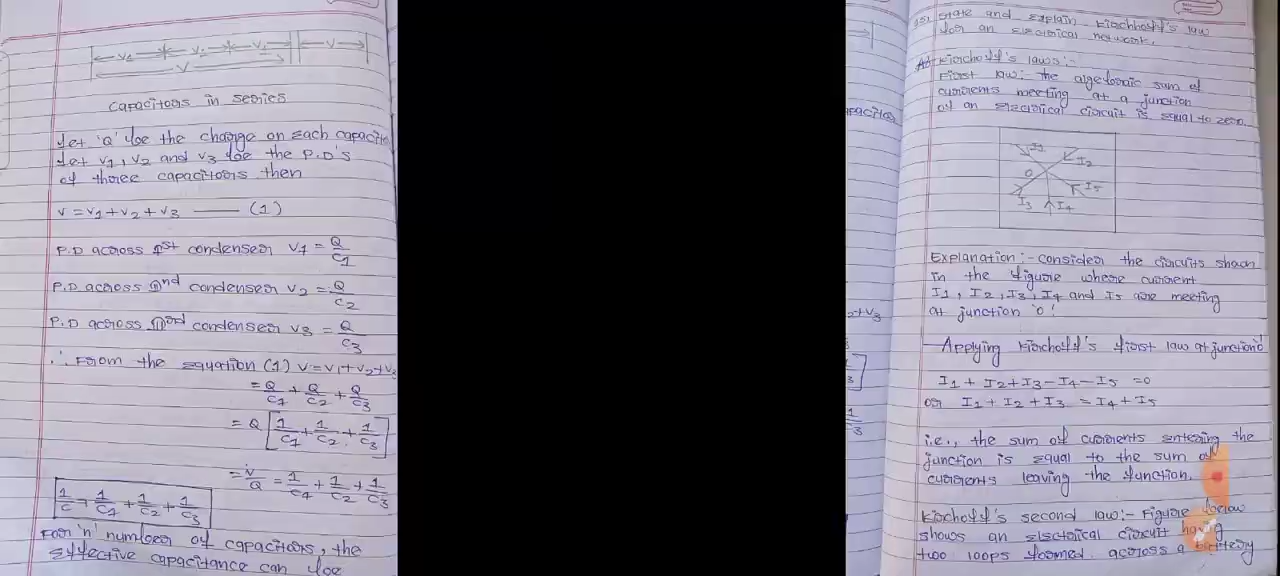 V1 V2 V3 V
V
capacitors in series
Let 'Q' be the charge on each capacito
Let V1, V2 and V3 be the P.D's
of three capacitors then
V = V1 + V2 + V3 —— (1)
P.D across 1st condenser V1 = Q/C1
P.D across IInd condenser V2 = Q/C2
P.D across IIIrd condenser V3 = Q/C3
∴ From the equation (1) V = V1 + V2 + V3
= Q/C1 + Q/C2 + Q/C3
= Q [1/C1 + 1/C2 + 1/C3]
= V/Q = 1/C1 + 1/C2 + 1/C3
1/C = 1/C1 + 1/C2 + 1/C3
For 'n' number of capacitors, the
effective capacitance can be
apacitor
2+V3
State and explain Kirchhoff's law
for an electrical network.
A) Kirchoff's laws:-
First law: the algebraic sum of
currents meeting at a junction
of an electrical circuit is equal to zero.
I2
O
I5
I3 I4
Explanation :- consider the circuits shown
in the figure where current
I1, I2, I3, I4 and I5 are meeting
at junction 'o'.
Applying Kirchoff's first law at junction 'o'
I1 + I2 + I3 - I4 - I5 = 0
or I1 + I2 + I3 = I4 + I5
i.e., the sum of currents entering the
junction is equal to the sum of
currents leaving the junction.
Kirchoff's second law:- Figure below
shows an electrical circuit having
two loops formed across a battery